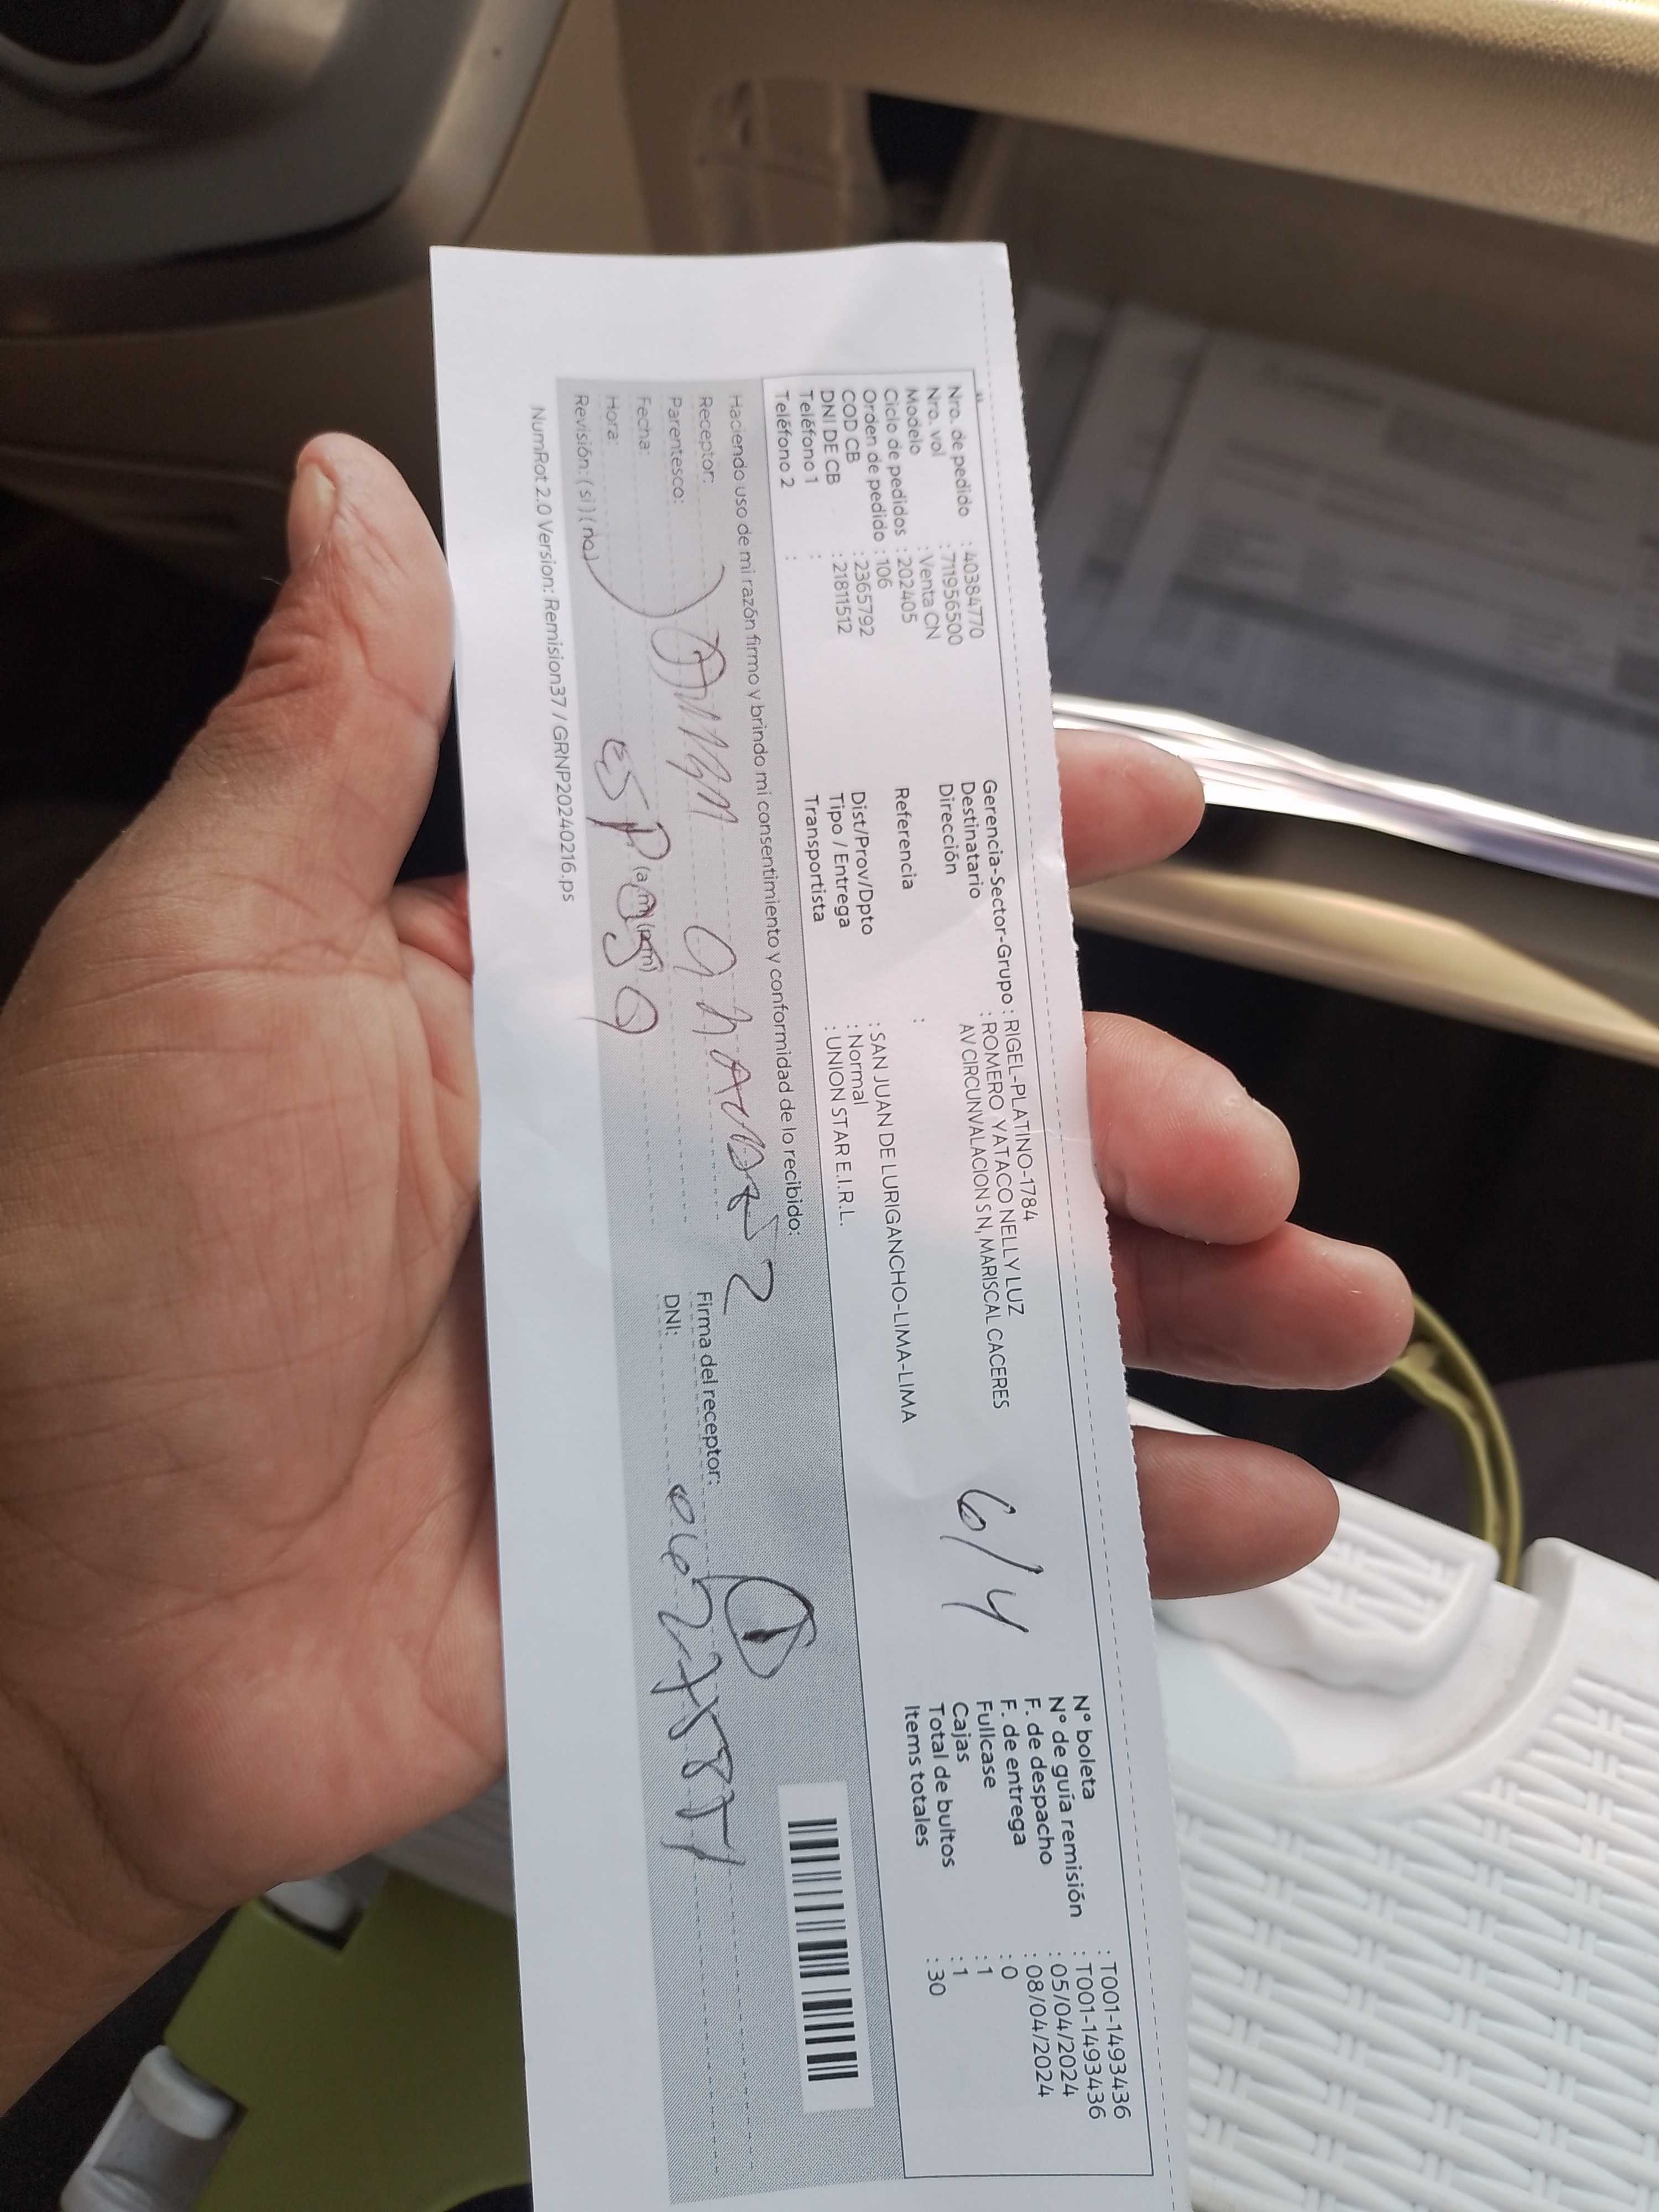 Nro. de pedido : 40384770
Nro. vol : 711956500
Modelo : Venta CN
Ciclo de pedidos : 202405
Orden de pedido : 106
COD CB : 2365792
DNI DE CB : 21811512
Teléfono 1 :
Teléfono 2 :
Gerencia-Sector-Grupo : RIGEL-PLATINO-1784
Destinatario : ROMERO YATACO NELLY LUZ
Dirección AV CIRCUNVALACION S N, MARISCAL CACERES
Referencia :
Dist/Prov/Dpto : SAN JUAN DE LURIGANCHO-LIMA-LIMA
Tipo / Entrega : Normal
Transportista : UNION STAR E.I.R.L.
6/4
N° boleta : T001-1493436
N° de guía remisión : T001-1493436
F. de despacho : 05/04/2024
F. de entrega : 08/04/2024
Fullcase : 0
Cajas : 1
Total de bultos : 1
Items totales : 30
Haciendo uso de mi razón firmo y brindo mi consentimiento y conformidad de lo recibido:
Receptor:
Parentesco:
Fecha:
Hora: (am) (pm)
Revisión: (si) (no)
Firma del receptor:
DNI:
NumRot 2.0 Version: Remision37 / GRNP20240216.ps